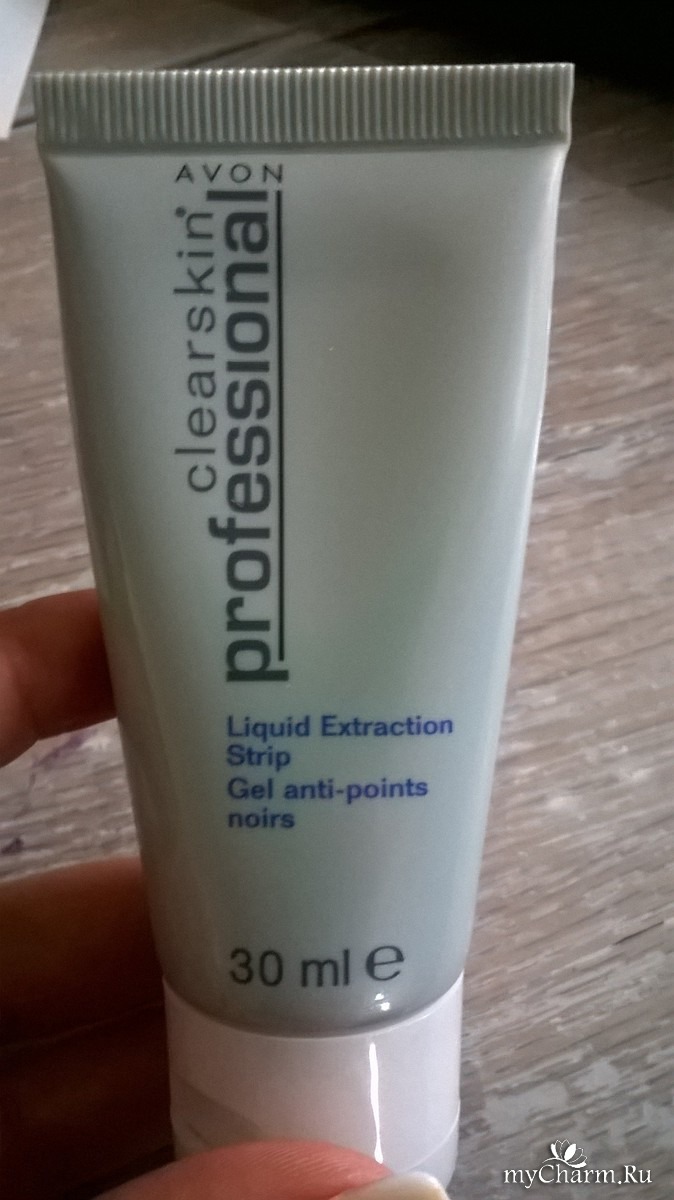 AVON
clearskin®
professional
Liquid Extraction
Strip
Gel anti-points
noirs
30 ml ℮
myCharm.Ru